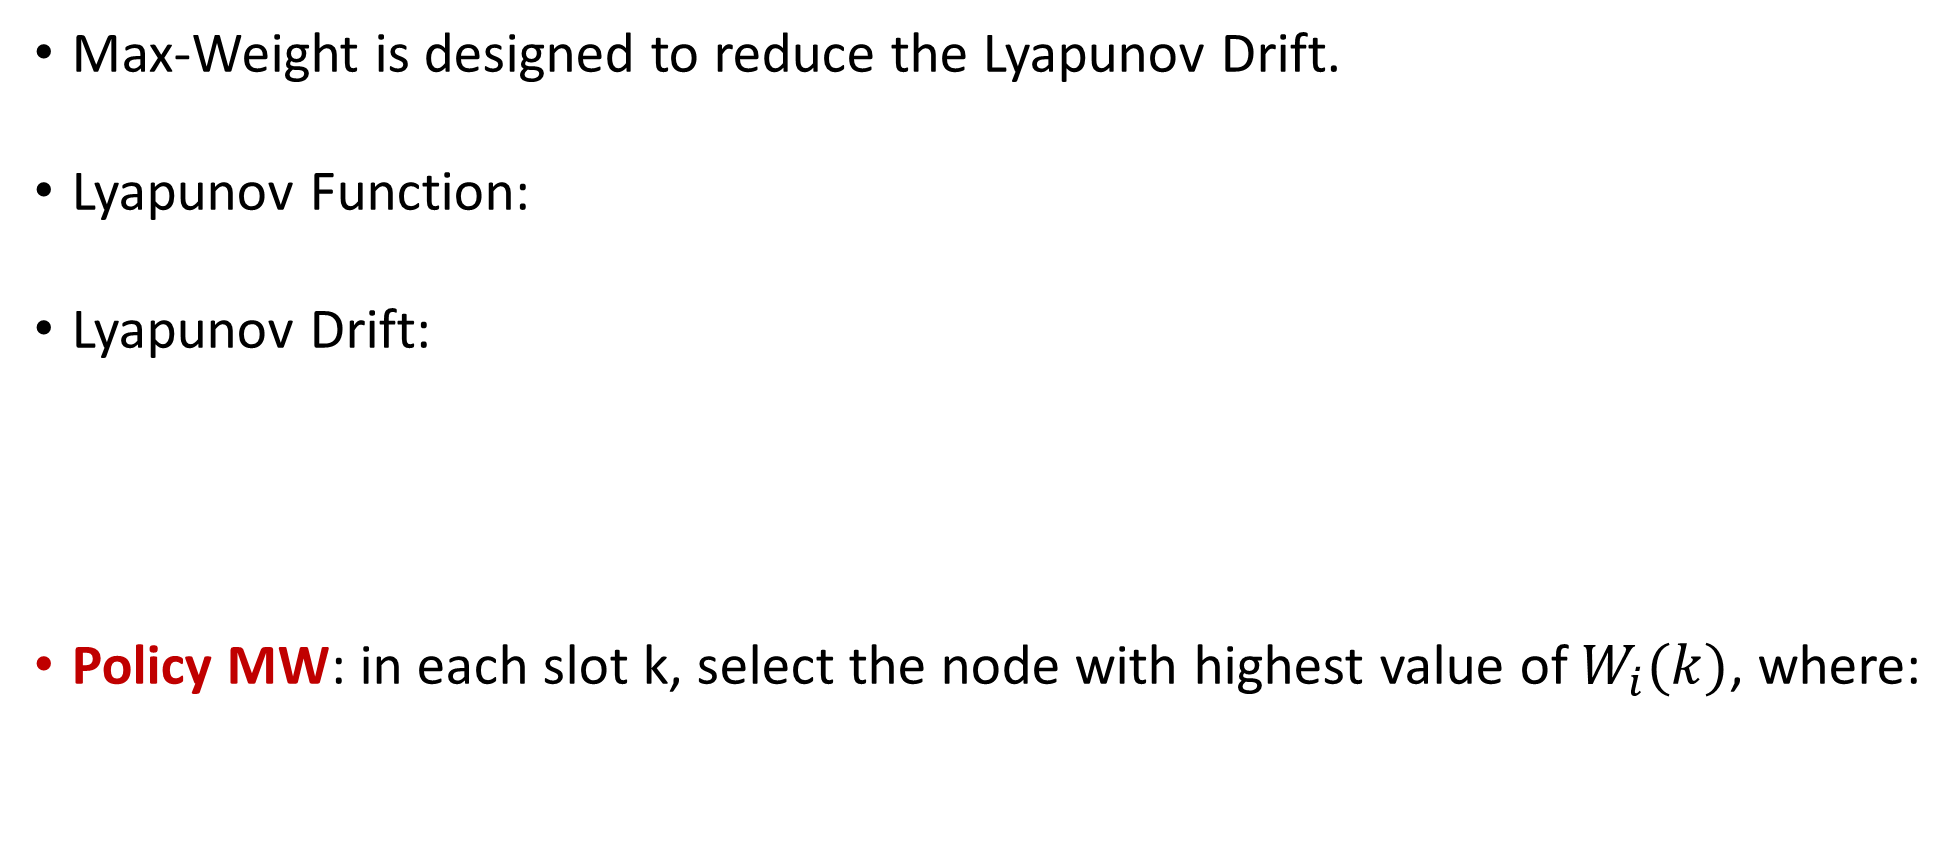 • Max-Weight is designed to reduce the Lyapunov Drift.
• Lyapunov Function:
• Lyapunov Drift:
• Policy MW: in each slot k, select the node with highest value of 𝑊ᵢ(𝑘), where: